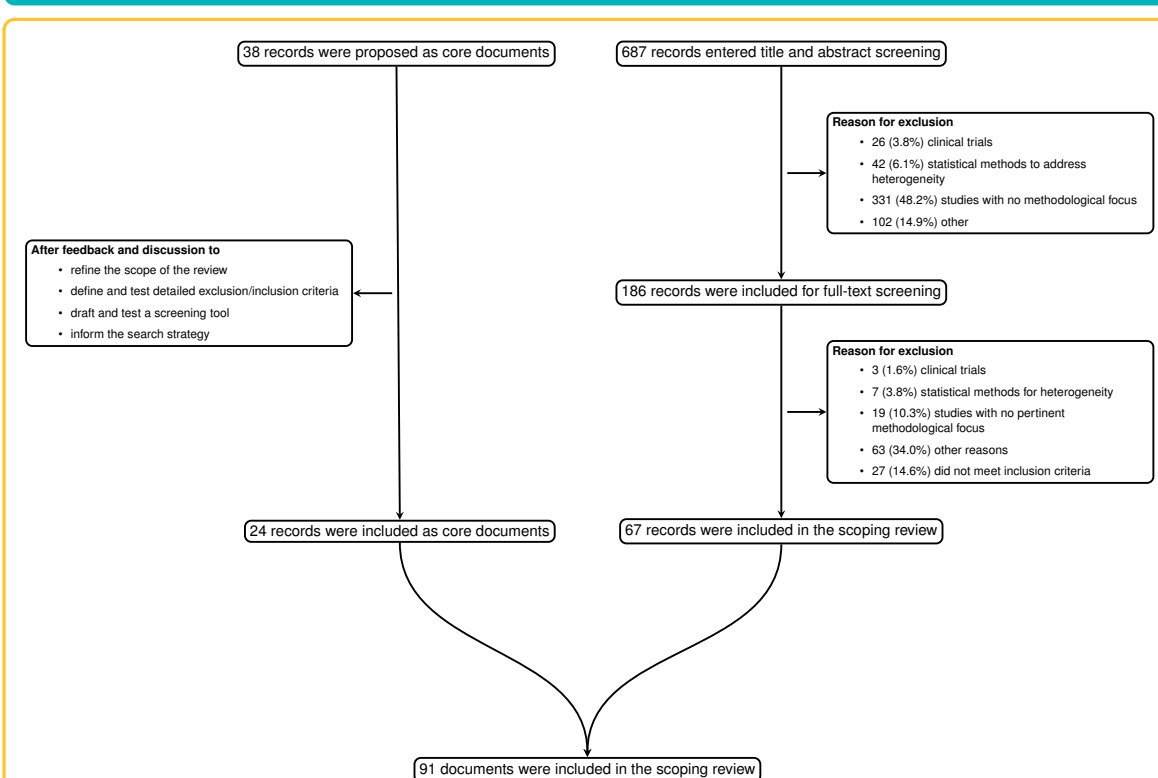 38 records were proposed as core documents
687 records entered title and abstract screening
Reason for exclusion
• 26 (3.8%) clinical trials
• 42 (6.1%) statistical methods to address
heterogeneity
• 331 (48.2%) studies with no methodological focus
• 102 (14.9%) other
After feedback and discussion to
• refine the scope of the review
• define and test detailed exclusion/inclusion criteria
• draft and test a screening tool
• inform the search strategy
186 records were included for full-text screening
Reason for exclusion
• 3 (1.6%) clinical trials
• 7 (3.8%) statistical methods for heterogeneity
• 19 (10.3%) studies with no pertinent
methodological focus
• 63 (34.0%) other reasons
• 27 (14.6%) did not meet inclusion criteria
24 records were included as core documents
67 records were included in the scoping review
91 documents were included in the scoping review